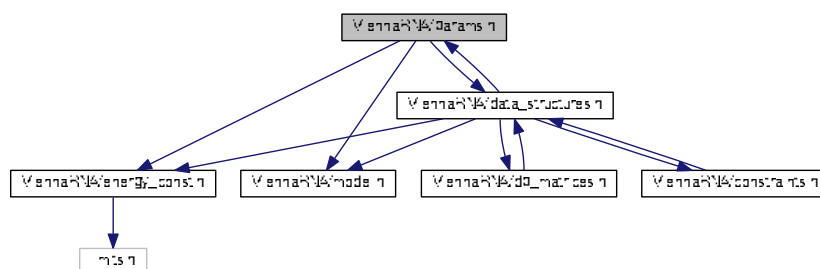 ViennaRNA/params.h
ViennaRNA/data_structures.h
ViennaRNA/energy_const.h
ViennaRNA/model.h
ViennaRNA/dp_matrices.h
ViennaRNA/constraints.h
limits.h